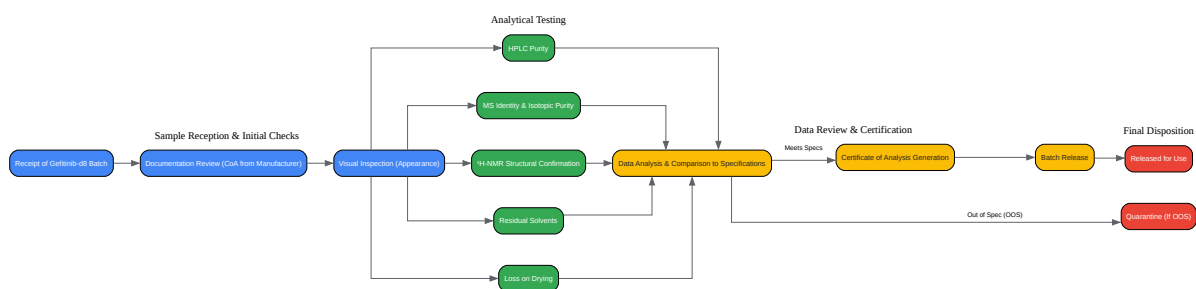 Analytical Testing
HPLC Purity
MS Identity & Isotopic Purity
Sample Reception & Initial Checks
Data Review & Certification
Final Disposition
Receipt of Gefitinib-d8 Batch
Documentation Review (CoA from Manufacturer)
Visual Inspection (Appearance)
¹H-NMR Structural Confirmation
Data Analysis & Comparison to Specifications
Meets Specs
Certificate of Analysis Generation
Batch Release
Released for Use
Residual Solvents
Out of Spec (OOS)
Quarantine (If OOS)
Loss on Drying